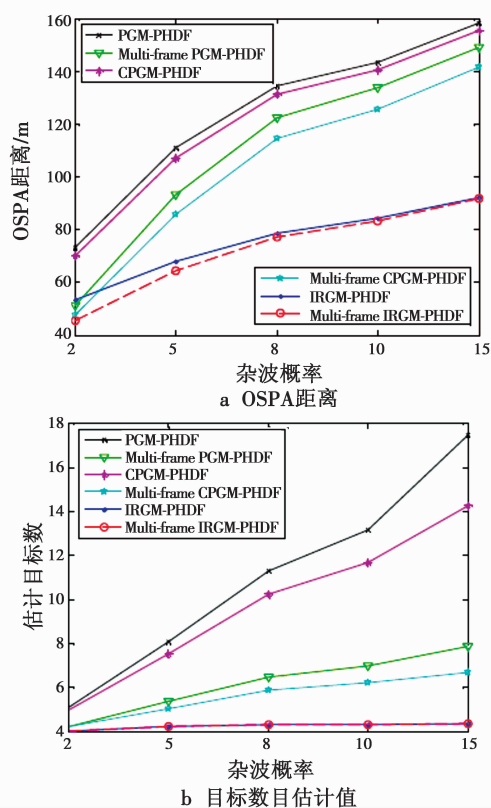 160
140
120
100
80
60
40
OSPA距离/m
PGM-PHDF
Multi-frame PGM-PHDF
CPGM-PHDF
Multi-frame CPGM-PHDF
IRGM-PHDF
Multi-frame IRGM-PHDF
2 5 8 10 15
杂波概率
a OSPA距离
18
16
14
12
10
8
6
4
估计目标数
PGM-PHDF
Multi-frame PGM-PHDF
CPGM-PHDF
Multi-frame CPGM-PHDF
IRGM-PHDF
Multi-frame IRGM-PHDF
2 5 8 10 15
杂波概率
b 目标数目估计值